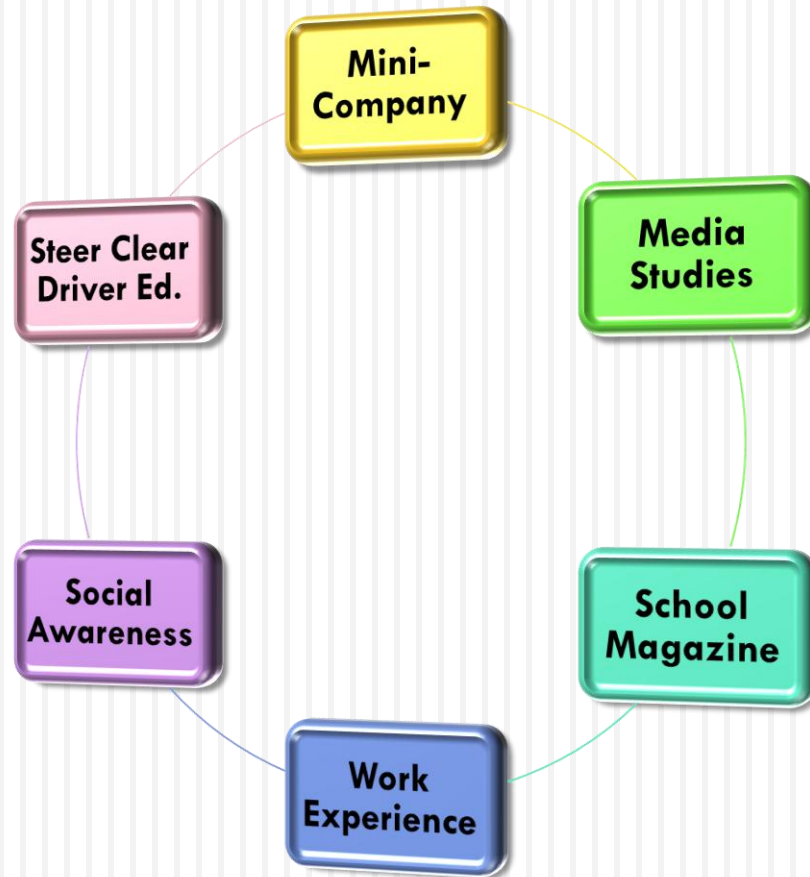 Mini-
Company
Media
Studies
School
Magazine
Work
Experience
Social
Awareness
Steer Clear
Driver Ed.